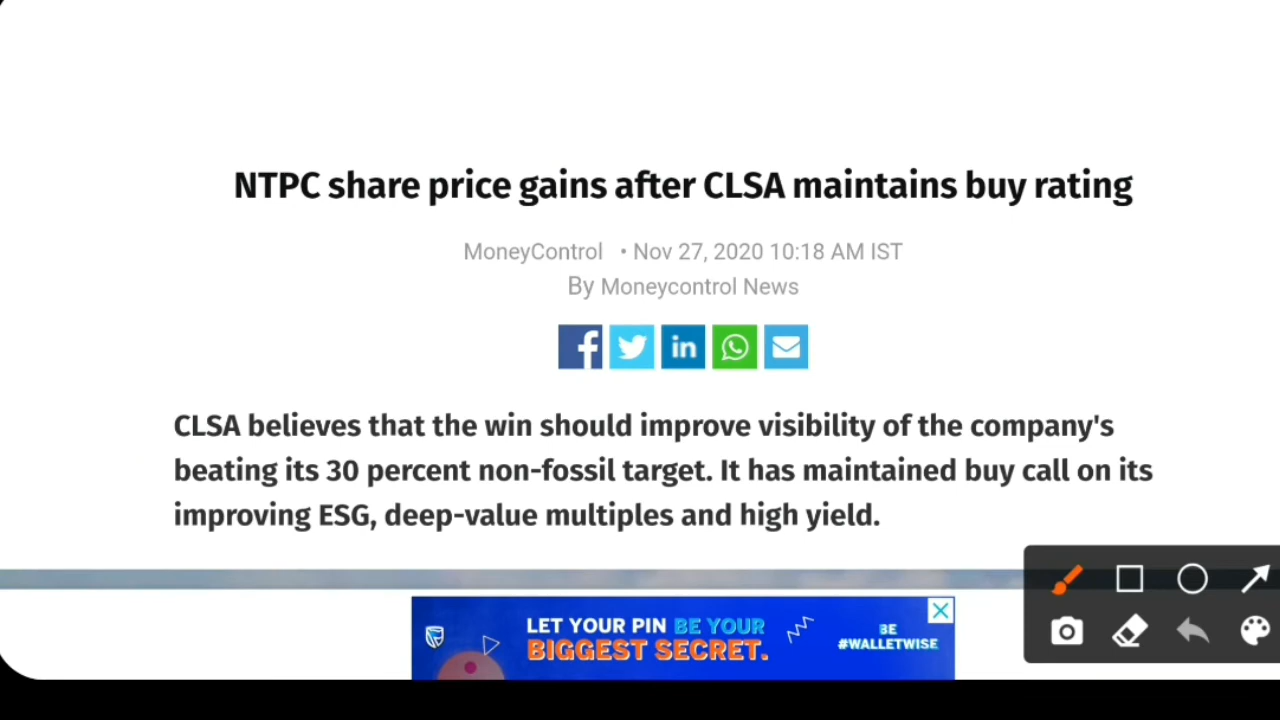 NTPC share price gains after CLSA maintains buy rating
MoneyControl • Nov 27, 2020 10:18 AM IST
By Moneycontrol News
CLSA believes that the win should improve visibility of the company's
beating its 30 percent non-fossil target. It has maintained buy call on its
improving ESG, deep-value multiples and high yield.
LET YOUR PIN BE YOUR
BIGGEST SECRET.
BE
#WALLETWISE